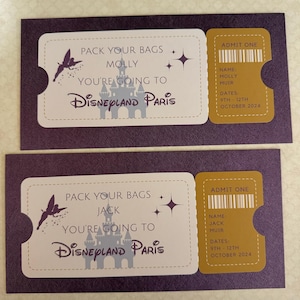 PACK YOUR BAGS
MOLLY
YOU'RE GOING TO
Disneyland Paris
ADMIT ONE
NAME:
MOLLY
MUIR
DATES:
9TH - 12TH
OCTOBER 2024
PACK YOUR BAGS
JACK
YOU'RE GOING TO
Disneyland Paris
ADMIT ONE
NAME:
JACK
MUIR
DATES:
9TH - 12TH
OCTOBER 2024